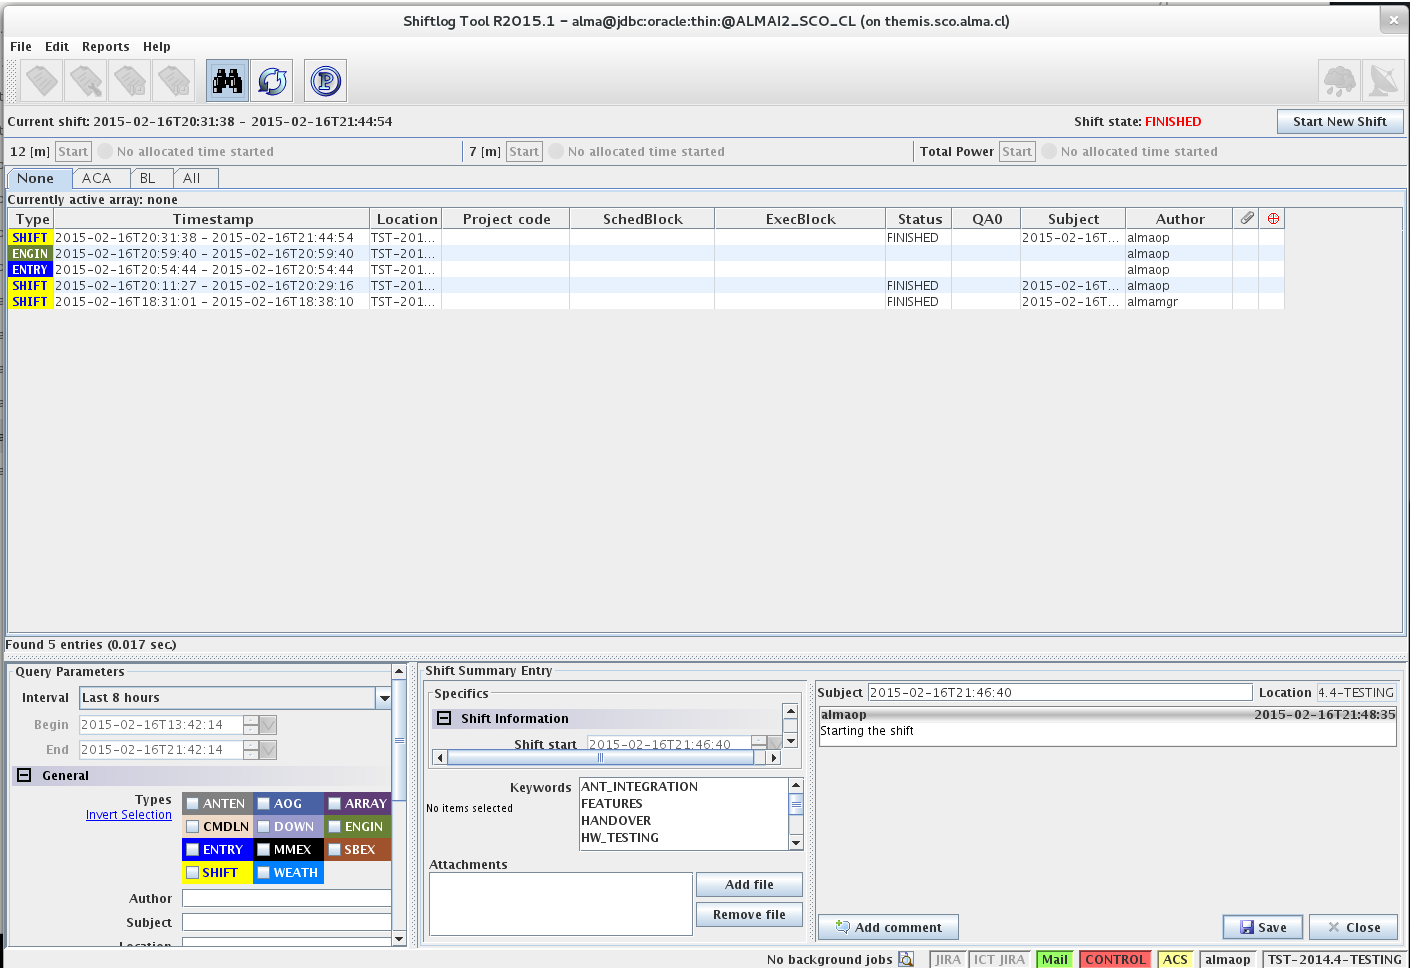 Shiftlog Tool R2015.1 – alma@jdbc:oracle:thin:@ALMAI2_SCO_CL (on themis.sco.alma.cl)
File Edit Reports Help
Current shift: 2015-02-16T20:31:38 - 2015-02-16T21:44:54 Shift state: FINISHED Start New Shift
12 [m] Start No allocated time started 7 [m] Start No allocated time started Total Power Start No allocated time started
None ACA BL All
Currently active array: none
Type Timestamp Location Project code SchedBlock ExecBlock Status QA0 Subject Author
SHIFT 2015-02-16T20:31:38 - 2015-02-16T21:44:54 TST-201... FINISHED 2015-02-16T... almaop
ENGIN 2015-02-16T20:59:40 - 2015-02-16T20:59:40 TST-201... almaop
ENTRY 2015-02-16T20:54:44 - 2015-02-16T20:54:44 TST-201... almaop
SHIFT 2015-02-16T20:11:27 - 2015-02-16T20:29:16 TST-201... FINISHED 2015-02-16T... almaop
SHIFT 2015-02-16T18:31:01 - 2015-02-16T18:38:10 TST-201... FINISHED 2015-02-16T... almamgr
Found 5 entries (0.017 sec.)
Query Parameters
Interval Last 8 hours
Begin 2015-02-16T13:42:14
End 2015-02-16T21:42:14
General
Types
Invert Selection
ANTEN AOG ARRAY
CMDLN DOWN ENGIN
ENTRY MMEX SBEX
SHIFT WEATH
Author
Subject
Location
Shift Summary Entry
Specifics
Shift Information
Shift start 2015-02-16T21:46:40
Keywords
No items selected
ANT_INTEGRATION
FEATURES
HANDOVER
HW_TESTING
Attachments
Add file
Remove file
Subject 2015-02-16T21:46:40 Location 4.4-TESTING
almaop 2015-02-16T21:48:35
Starting the shift
Add comment Save Close
No background jobs JIRA ICT JIRA Mail CONTROL ACS almaop TST-2014.4-TESTING